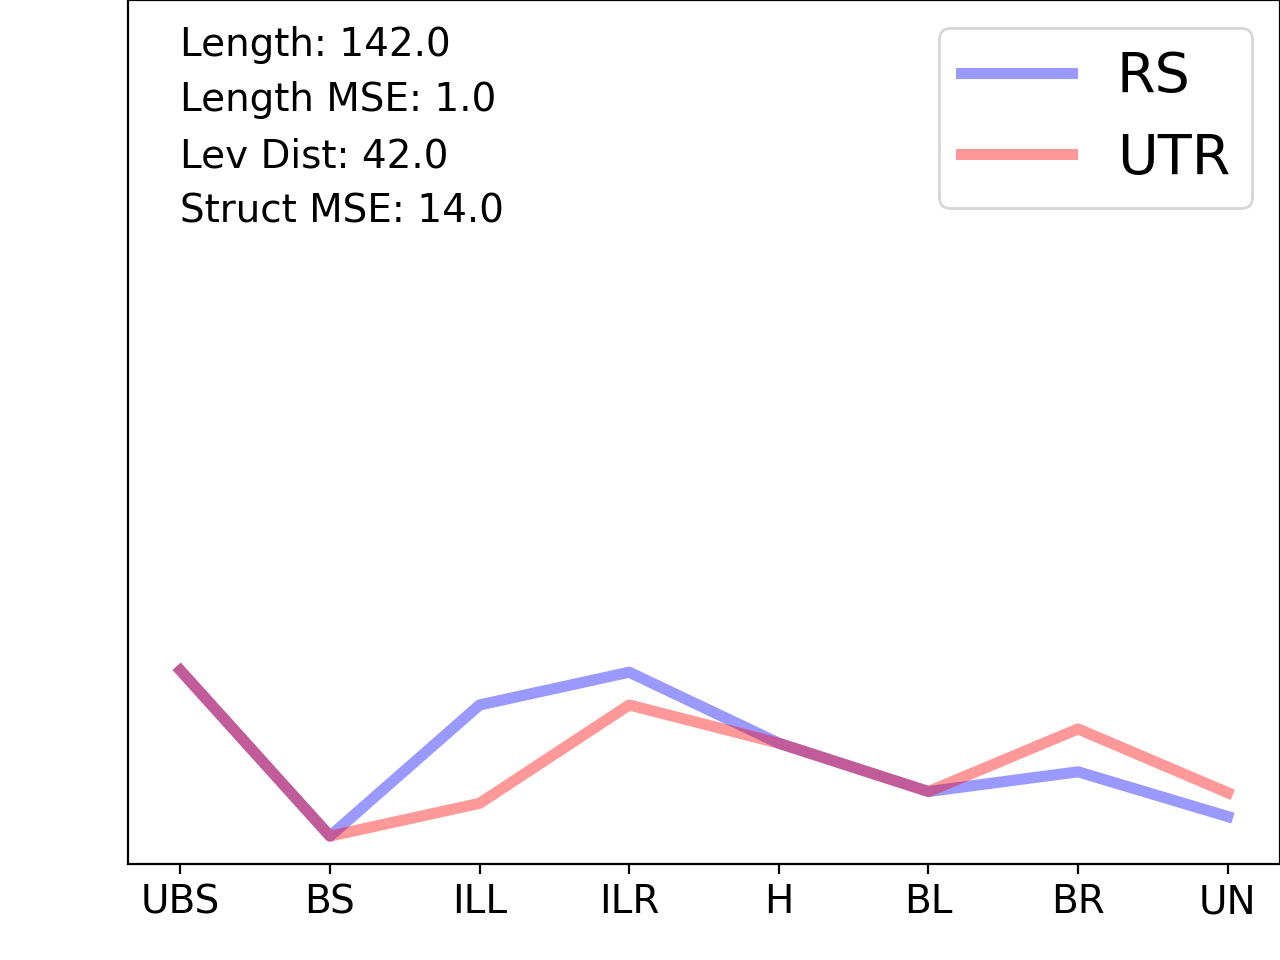 Length: 142.0
Length MSE: 1.0
Lev Dist: 42.0
Struct MSE: 14.0
RS
UTR
UBS BS ILL ILR H BL BR UN